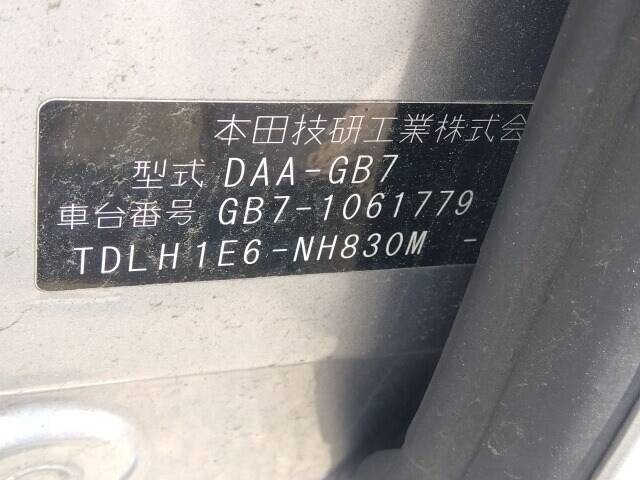 本田技研工業株式会
型式 DAA-GB7
車台番号 GB7-1061779
TDLH1E6-NH830M -